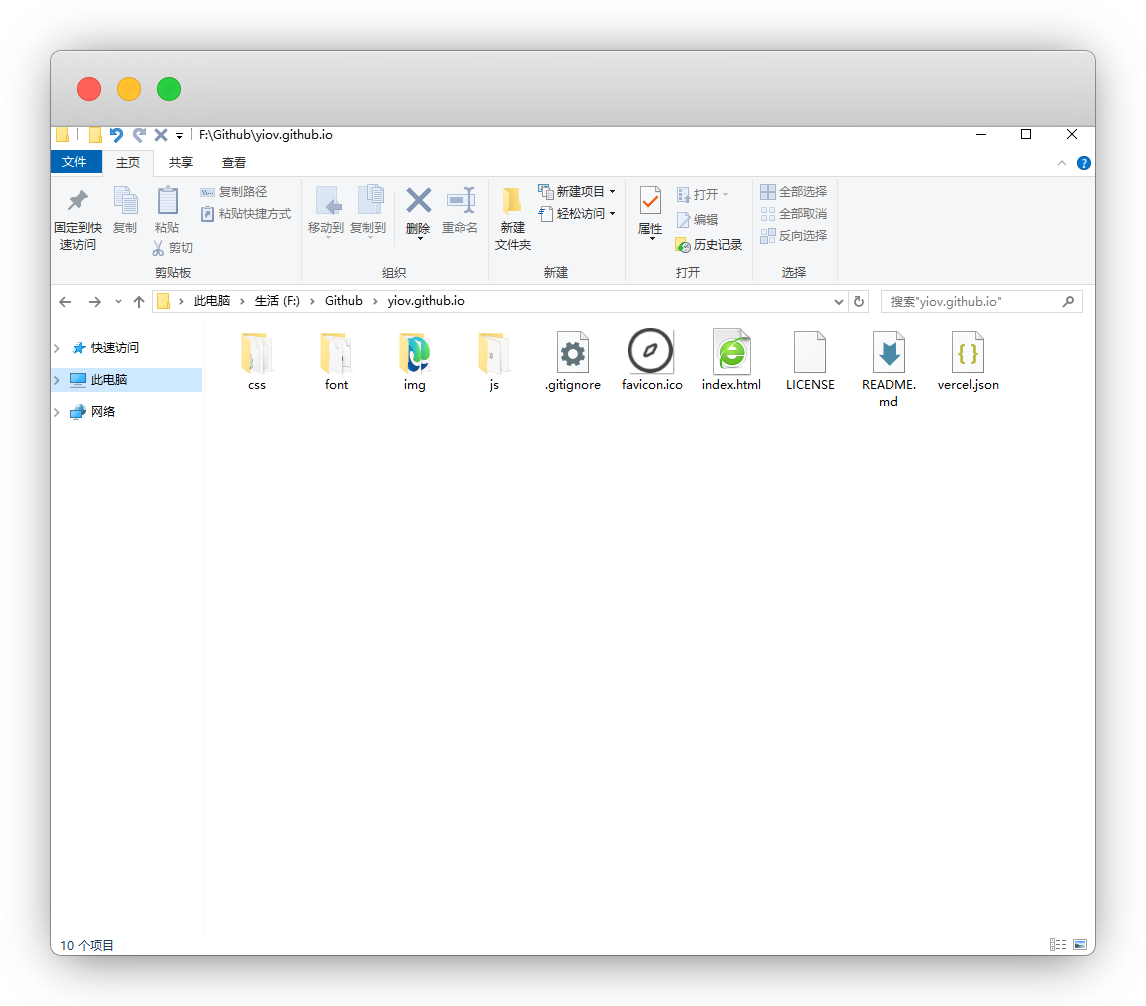 F:\Github\yiov.github.io
文件 主页 共享 查看
固定到快速访问
复制
粘贴
复制路径
粘贴快捷方式
剪切
剪贴板
移动到
复制到
删除
重命名
组织
新建文件夹
新建项目
轻松访问
新建
属性
打开
编辑
历史记录
打开
全部选择
全部取消
反向选择
选择
此电脑 生活 (F:) Github yiov.github.io
搜索"yiov.github.io"
快速访问
此电脑
网络
css
font
img
js
.gitignore
favicon.ico
index.html
LICENSE
README.md
vercel.json
10 个项目